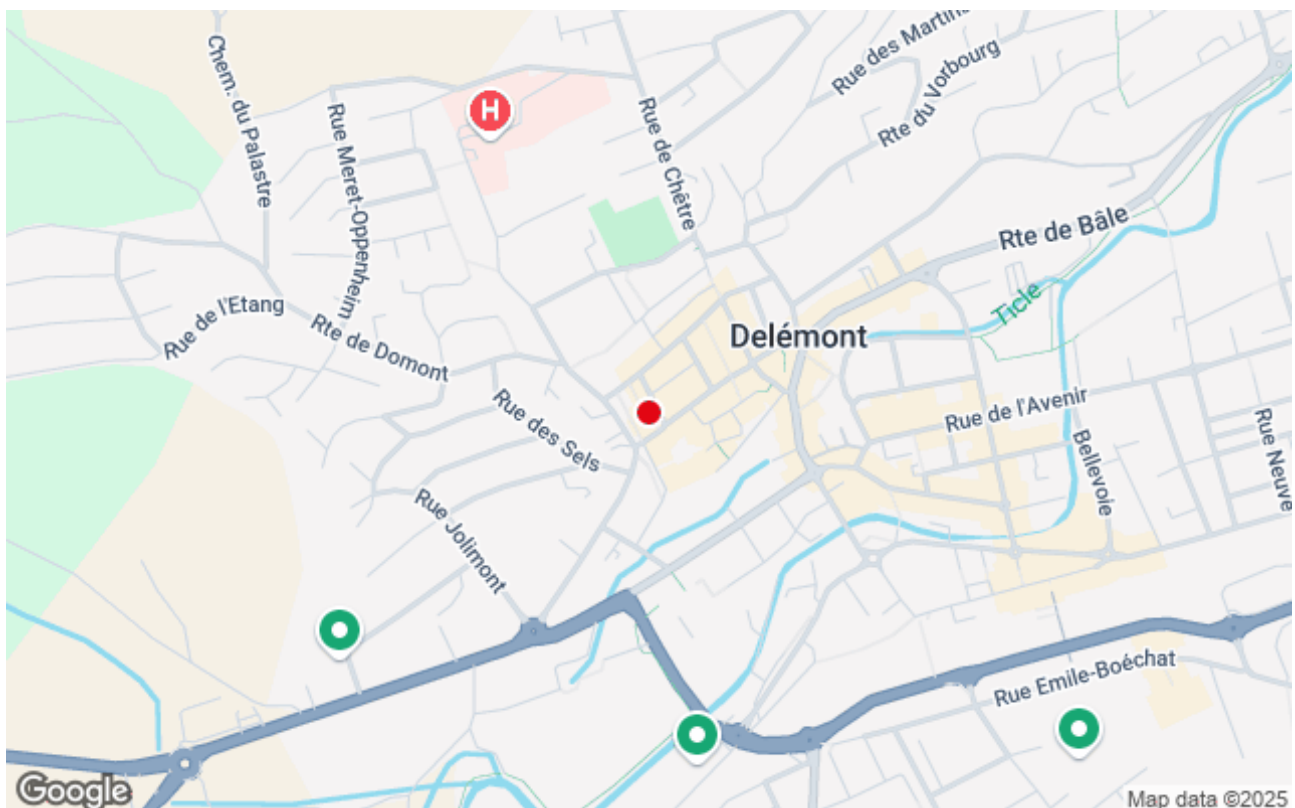 Chem. du Palastre
Rue Meret-Oppenheim
H
Rue de Chêtre
Rue des Martins
Rte du Vorbourg
Rte de Bâle
Ticle
Rue de l'Etang
Rte de Domont
Delémont
Rue des Sels
Rue de l'Avenir
Bellevoie
Rue Neuve
Rue Jolimont
Rue Emile-Boéchat
Google
Map data ©2025